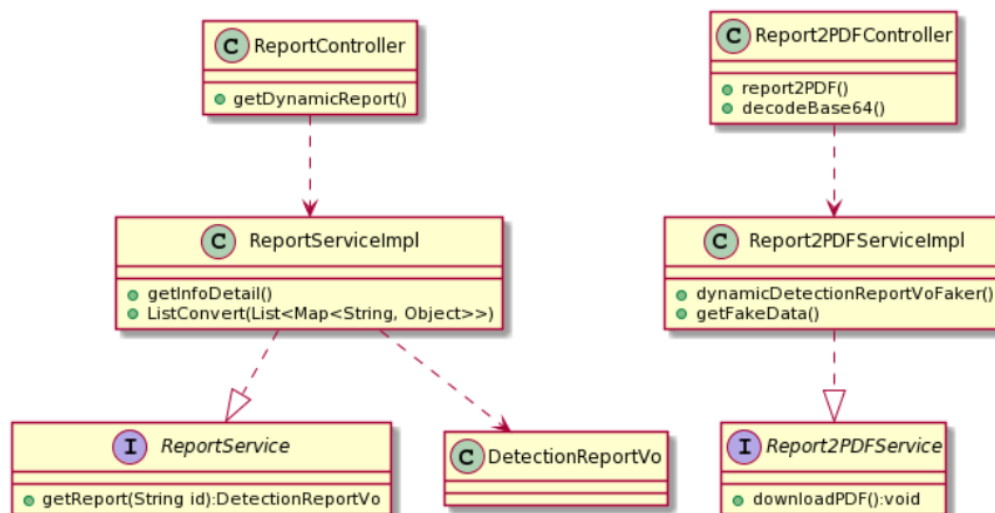 C ReportController
getDynamicReport()
C Report2PDFController
report2PDF()
decodeBase64()
C ReportServiceImpl
getInfoDetail()
ListConvert(List<Map<String, Object>>)
C Report2PDFServiceImpl
dynamicDetectionReportVoFaker()
getFakeData()
I ReportService
getReport(String id):DetectionReportVo
C DetectionReportVo
I Report2PDFService
downloadPDF():void